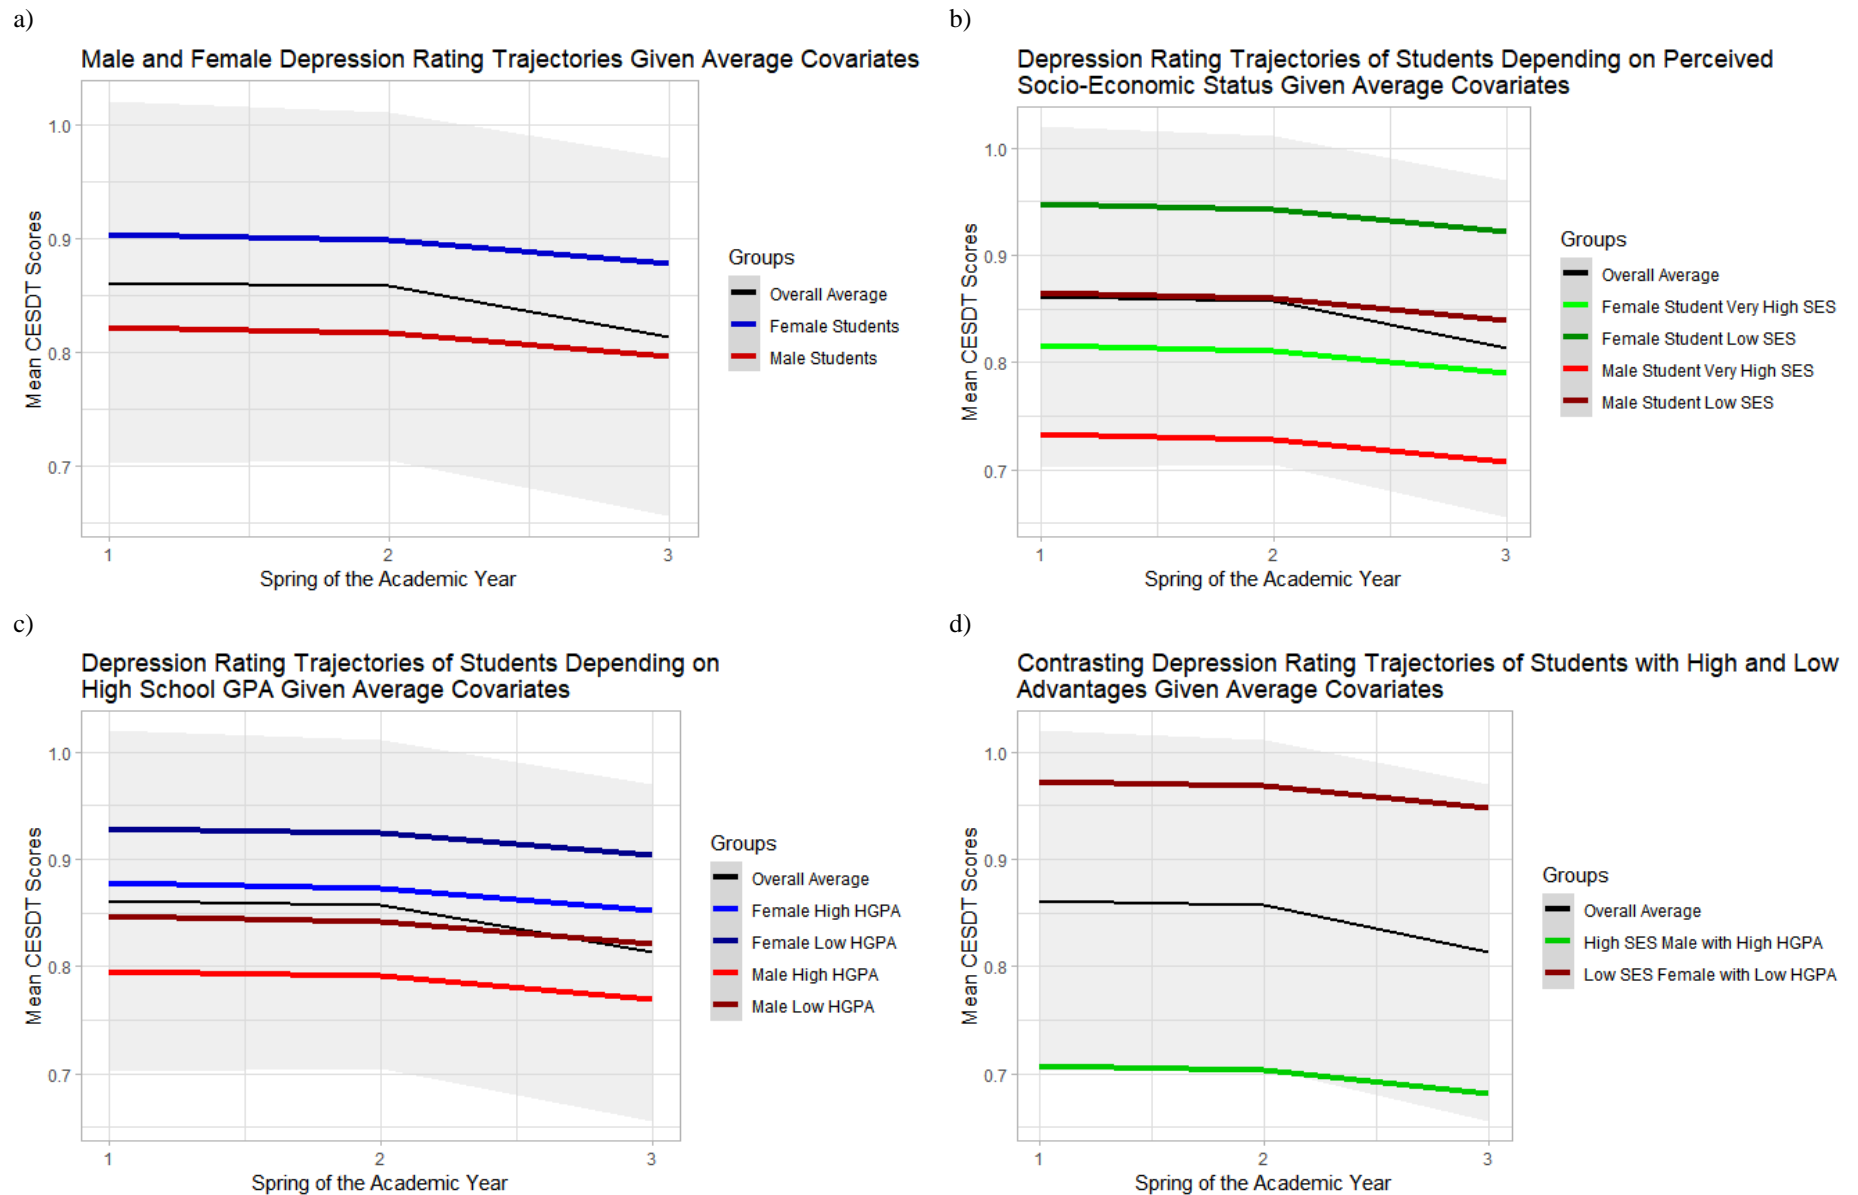 a)
Male and Female Depression Rating Trajectories Given Average Covariates
1.0
0.9
0.8
0.7
Mean CESDT Scores
1 2 3
Spring of the Academic Year
Groups
Overall Average
Female Students
Male Students
b)
Depression Rating Trajectories of Students Depending on Perceived
Socio-Economic Status Given Average Covariates
1.0
0.9
0.8
0.7
Mean CESDT Scores
1 2 3
Spring of the Academic Year
Groups
Overall Average
Female Student Very High SES
Female Student Low SES
Male Student Very High SES
Male Student Low SES
c)
Depression Rating Trajectories of Students Depending on
High School GPA Given Average Covariates
1.0
0.9
0.8
0.7
Mean CESDT Scores
1 2 3
Spring of the Academic Year
Groups
Overall Average
Female High HGPA
Female Low HGPA
Male High HGPA
Male Low HGPA
d)
Contrasting Depression Rating Trajectories of Students with High and Low
Advantages Given Average Covariates
1.0
0.9
0.8
0.7
Mean CESDT Scores
1 2 3
Spring of the Academic Year
Groups
Overall Average
High SES Male with High HGPA
Low SES Female with Low HGPA